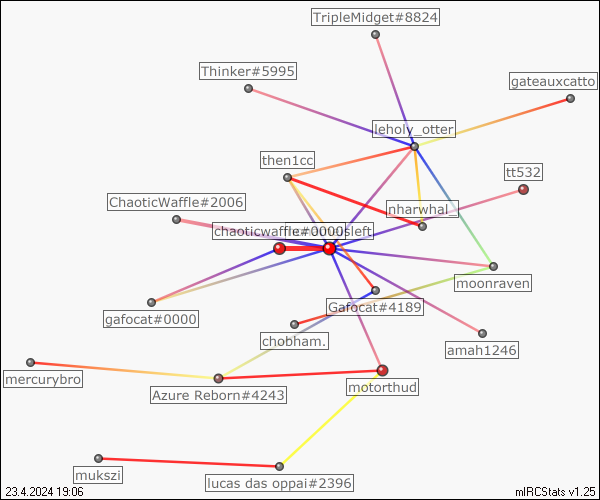 TripleMidget#8824
Thinker#5995
gateauxcatto
leholy_otter
then1cc
tt532
ChaoticWaffle#2006
nharwhal_
chaoticwaffle#0000
moonraven
Gafocat#4189
gafocat#0000
chobham.
amah1246
mercurybro
Azure Reborn#4243
motorthud
mukszi
lucas das oppai#2396
23.4.2024 19:06
mIRCStats v1.25